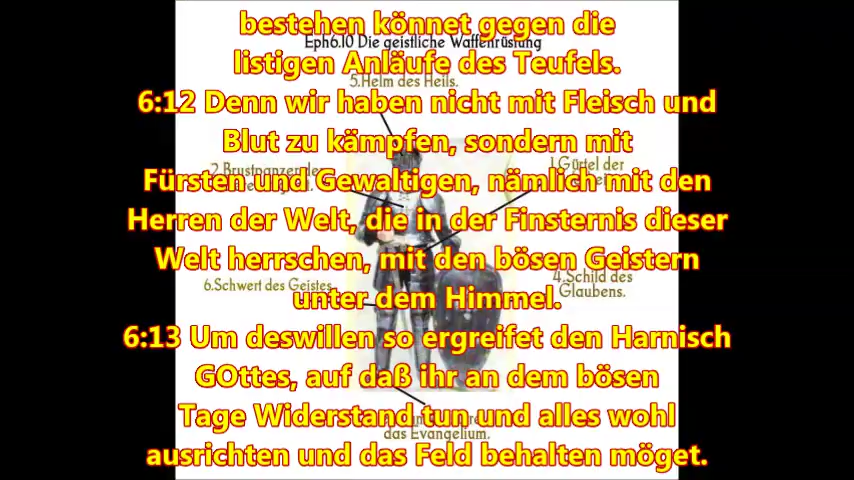 bestehen könnet gegen die
Eph6.10 Die geistliche Waffenrüstung
listigen Anläufe des Teufels.
5.Helm des Heils.
6:12 Denn wir haben nicht mit Fleisch und
Blut zu kämpfen, sondern mit
2.Brustpanzer
1.Gürtel der
Fürsten und Gewaltigen, nämlich mit den
Herren der Welt, die in der Finsternis dieser
Welt herrschen, mit den bösen Geistern
6.Schwert des Geistes
4.Schild des
Glaubens.
unter dem Himmel.
6:13 Um deswillen so ergreifet den Harnisch
GOttes, auf daß ihr an dem bösen
Tage Widerstand tun und alles wohl
das Evangelium.
ausrichten und das Feld behalten möget.